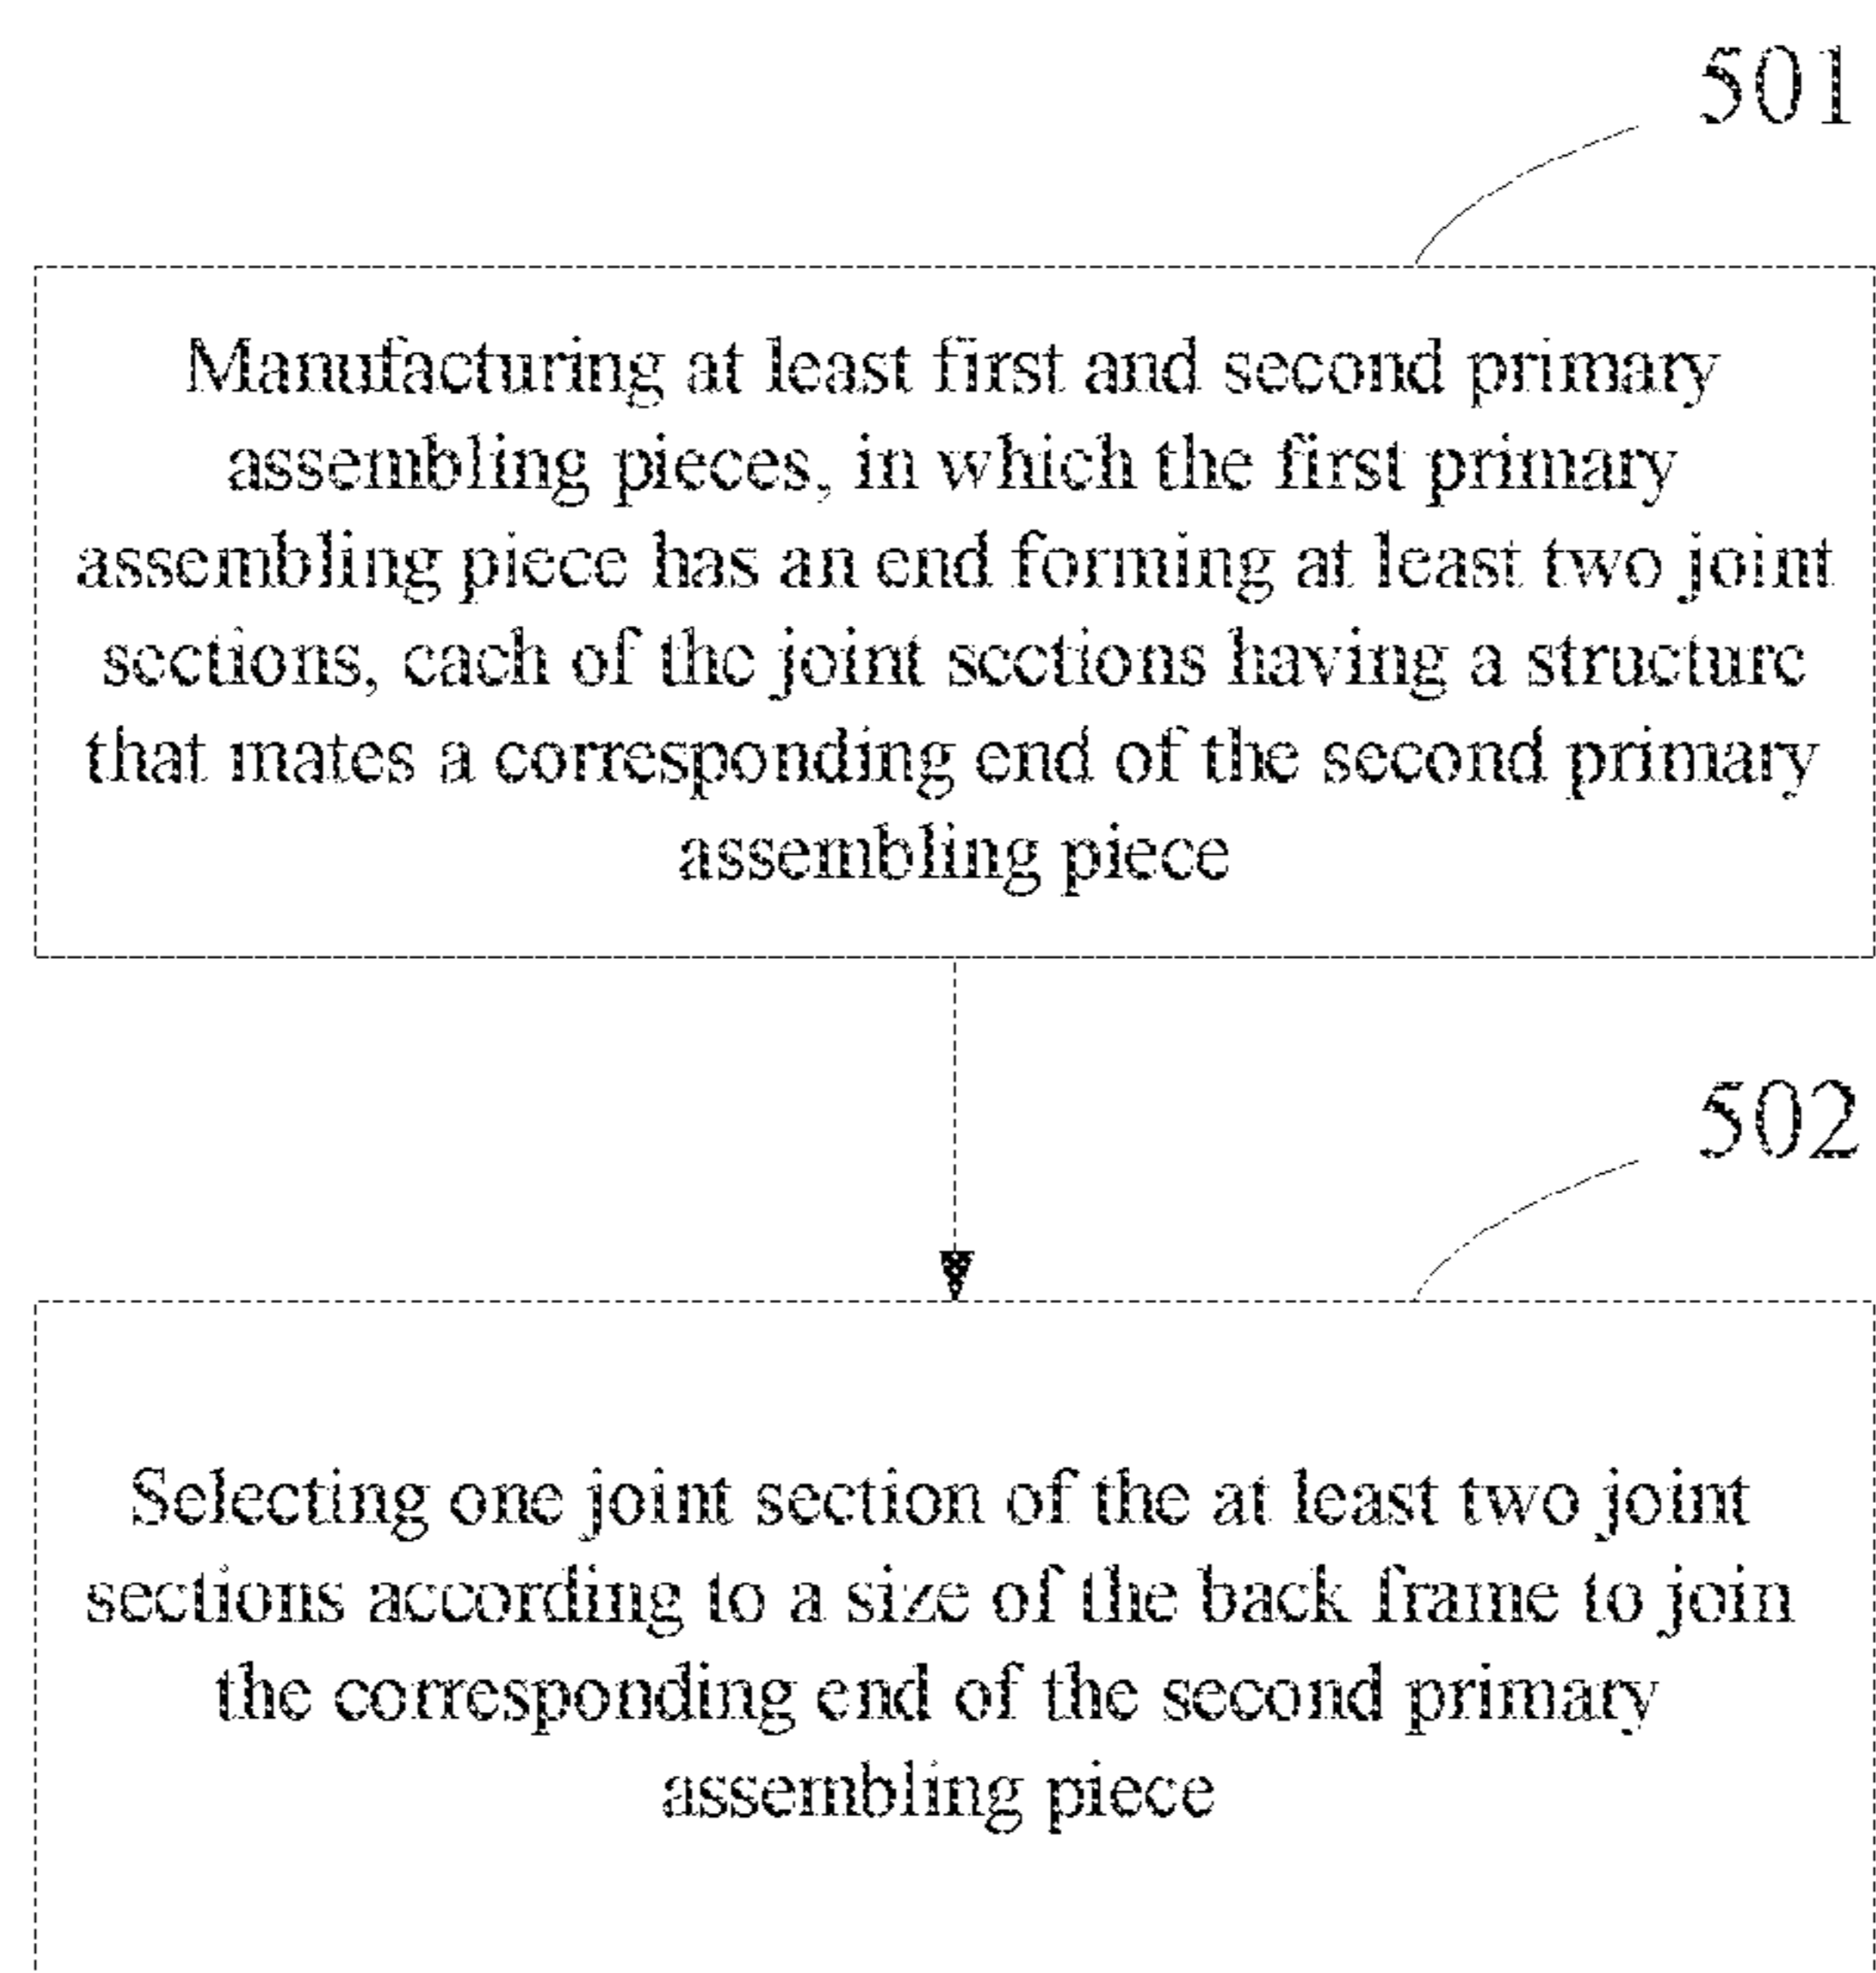 501
Manufacturing at least first and second primary
assembling pieces, in which the first primary
assembling piece has an end forming at least two joint
sections, each of the joint sections having a structure
that mates a corresponding end of the second primary
assembling piece
502
Selecting one joint section of the at least two joint
sections according to a size of the back frame to join
the corresponding end of the second primary
assembling piece